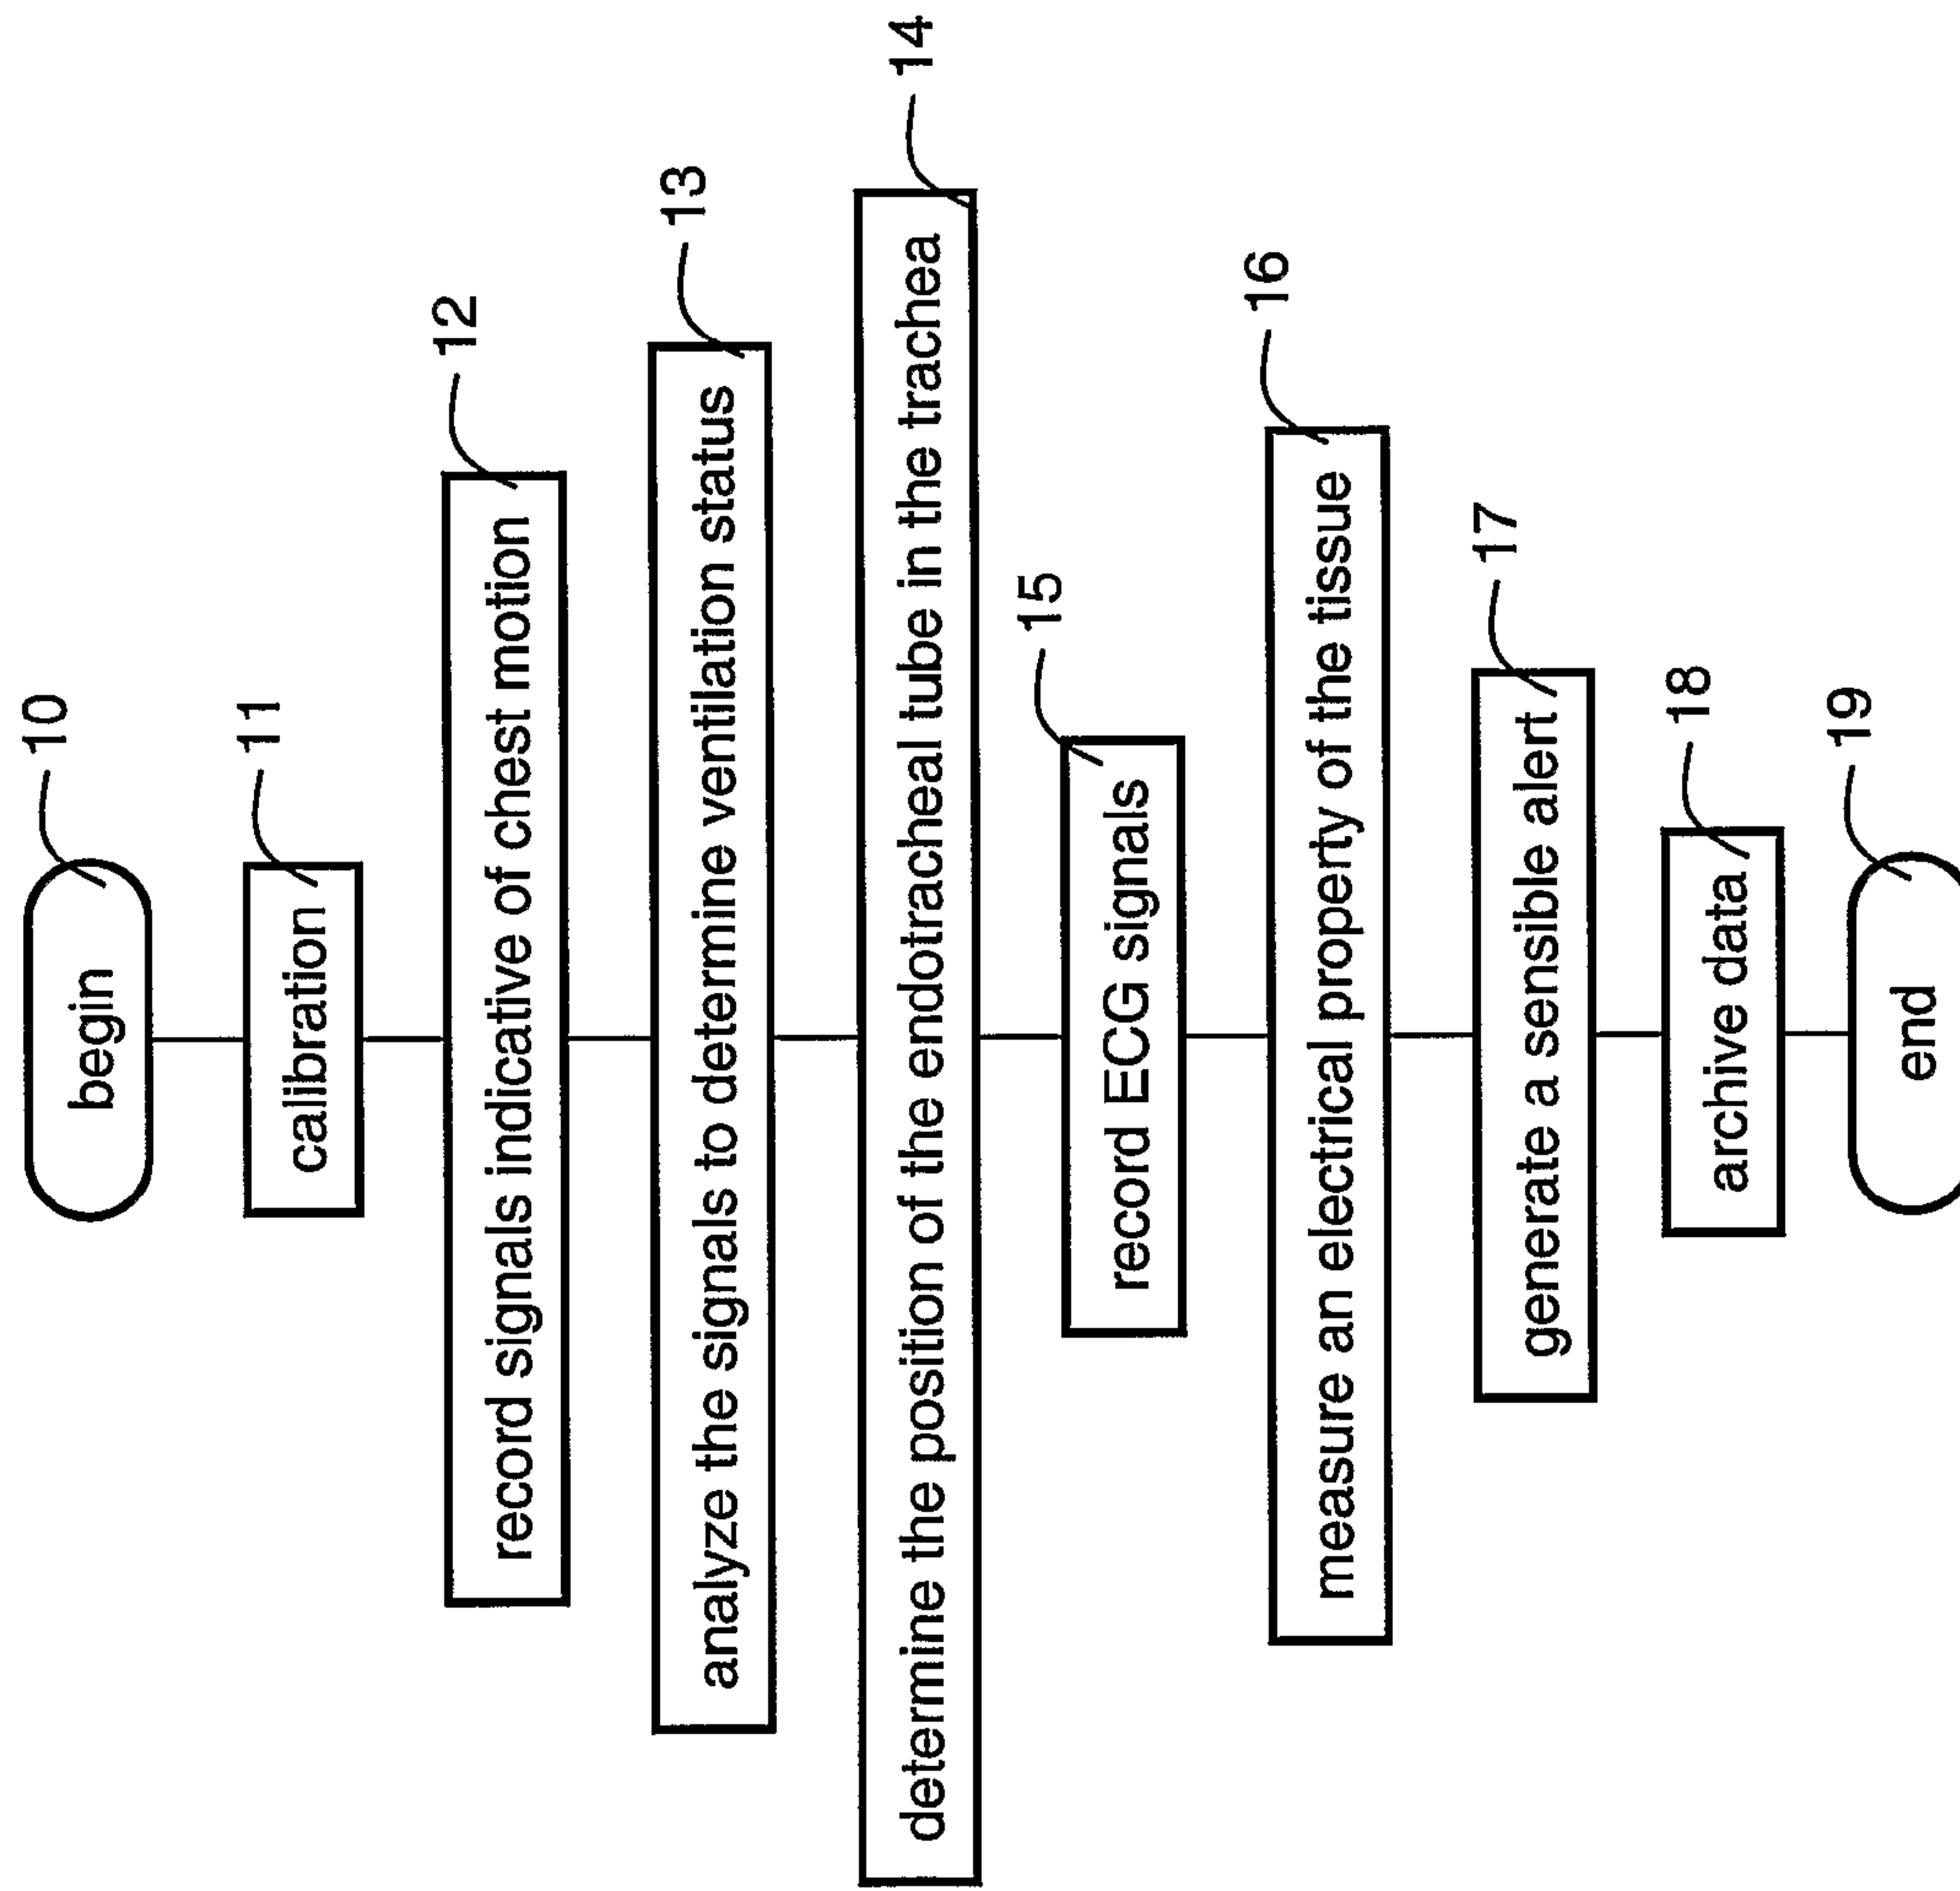 begin
10
calibration
11
record signals indicative of chest motion
12
analyze the signals to determine ventilation status
13
determine the position of the endotracheal tube in the trachea
14
record ECG signals
15
measure an electrical property of the tissue
16
generate a sensible alert
17
archive data
18
end
19